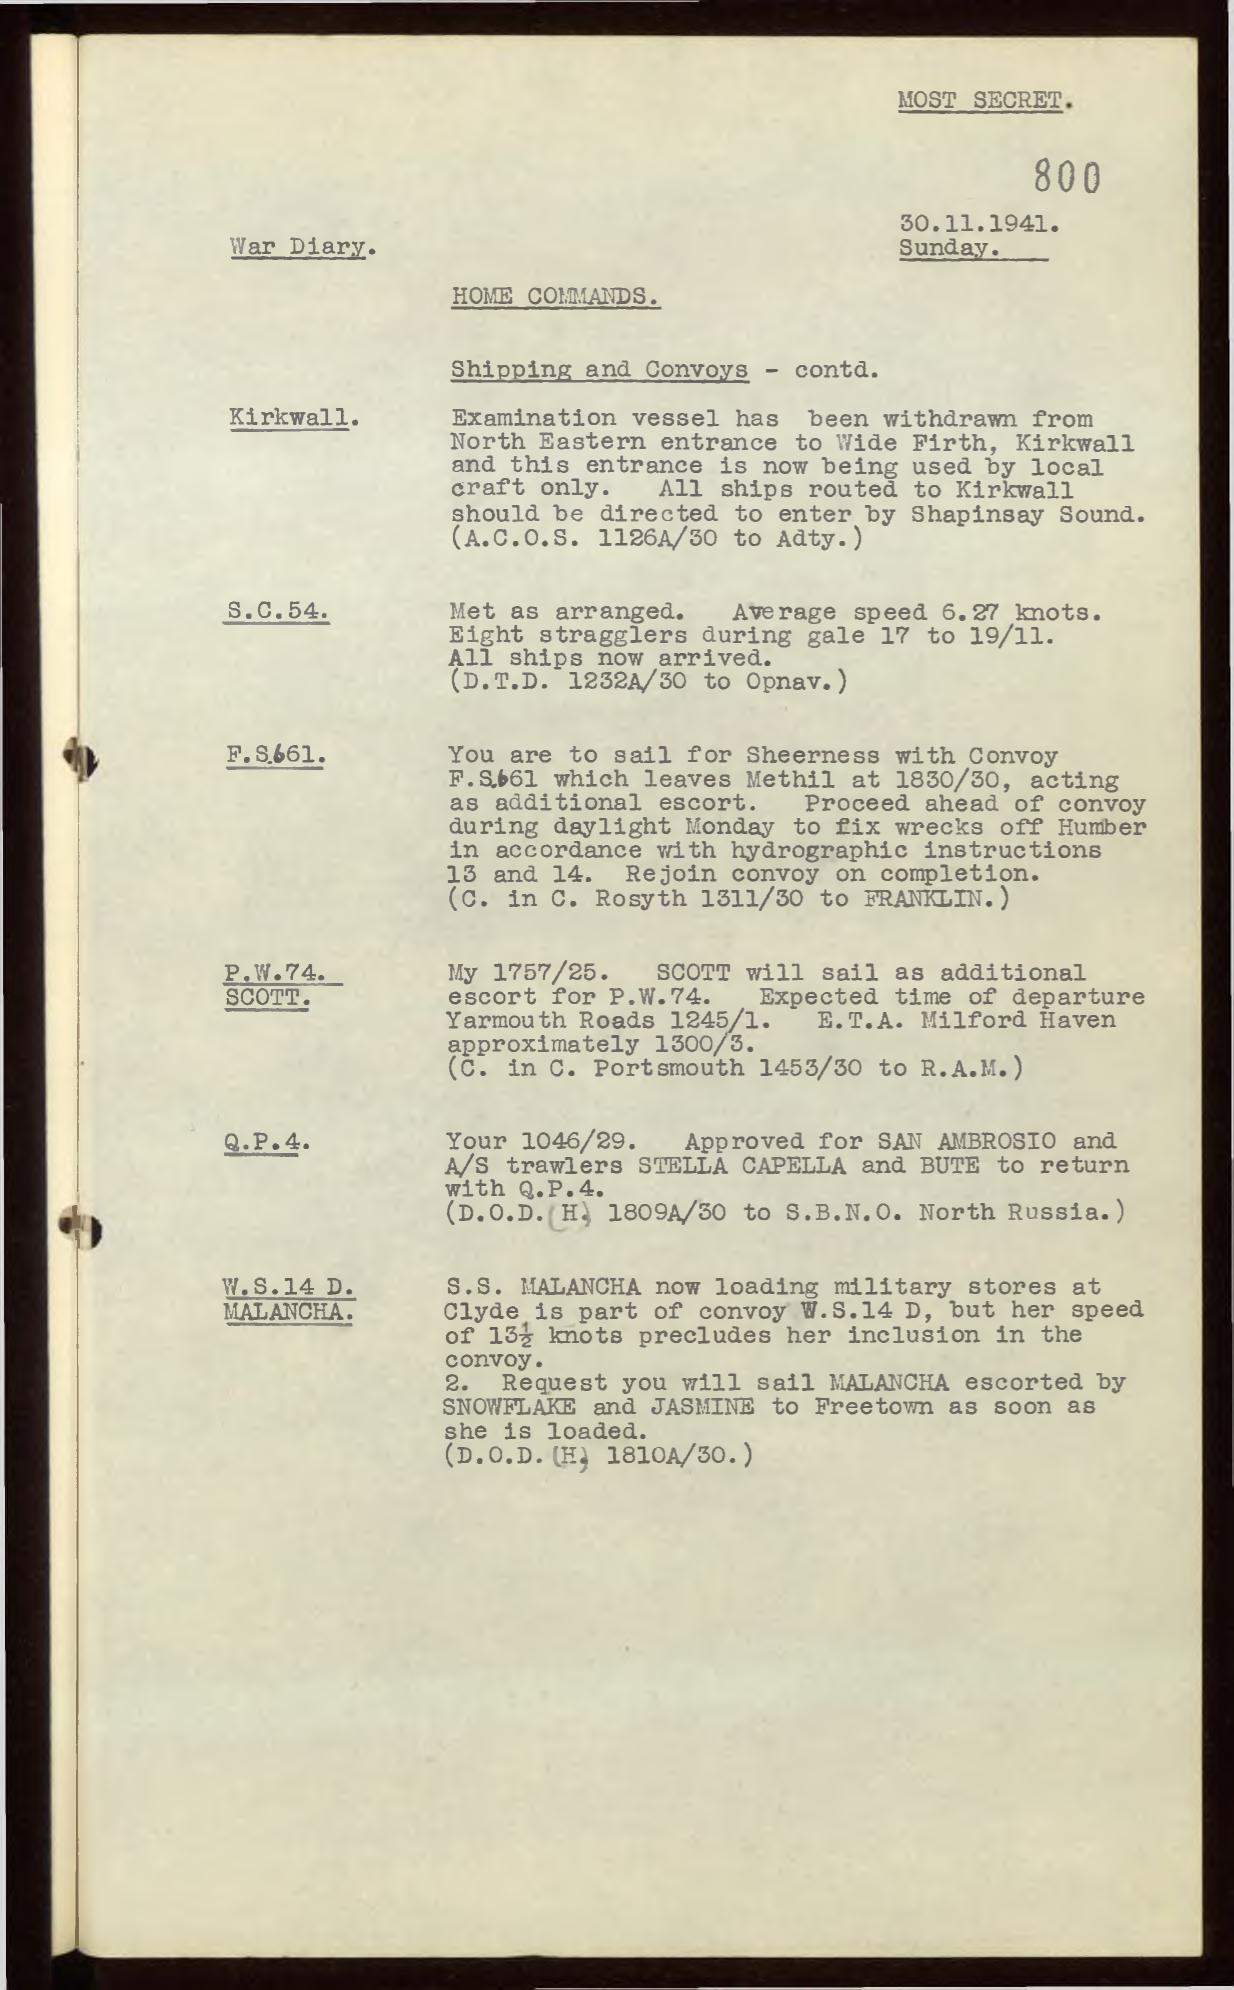 MOST SECRET.
800
30.11.1941.
Sunday.
War Diary.
HOME COMMANDS.
Shipping and Convoys - contd.
Kirkwall.
Examination vessel has been withdrawn from
North Eastern entrance to Wide Firth, Kirkwall
and this entrance is now being used by local
craft only. All ships routed to Kirkwall
should be directed to enter by Shapinsay Sound.
(A.C.O.S. 1126A/30 to Adty.)
S.C.54.
Met as arranged. Average speed 6.27 knots.
Eight stragglers during gale 17 to 19/11.
All ships now arrived.
(D.T.D. 1232A/30 to Opnav.)
F.S.661.
You are to sail for Sheerness with Convoy
F.S.661 which leaves Methil at 1830/30, acting
as additional escort. Proceed ahead of convoy
during daylight Monday to fix wrecks off Humber
in accordance with hydrographic instructions
13 and 14. Rejoin convoy on completion.
(C. in C. Rosyth 1311/30 to FRANKLIN.)
P.W.74.
SCOTT.
My 1757/25. SCOTT will sail as additional
escort for P.W.74. Expected time of departure
Yarmouth Roads 1245/1. E.T.A. Milford Haven
approximately 1300/3.
(C. in C. Portsmouth 1453/30 to R.A.M.)
Q.P.4.
Your 1046/29. Approved for SAN AMBROSIO and
A/S trawlers STELLA CAPELLA and BUTE to return
with Q.P.4.
(D.O.D.(H) 1809A/30 to S.B.N.O. North Russia.)
W.S.14 D.
MALANCHA.
S.S. MALANCHA now loading military stores at
Clyde is part of convoy W.S.14 D, but her speed
of 13½ knots precludes her inclusion in the
convoy.
2. Request you will sail MALANCHA escorted by
SNOWFLAKE and JASMINE to Freetown as soon as
she is loaded.
(D.O.D.(H) 1810A/30.)